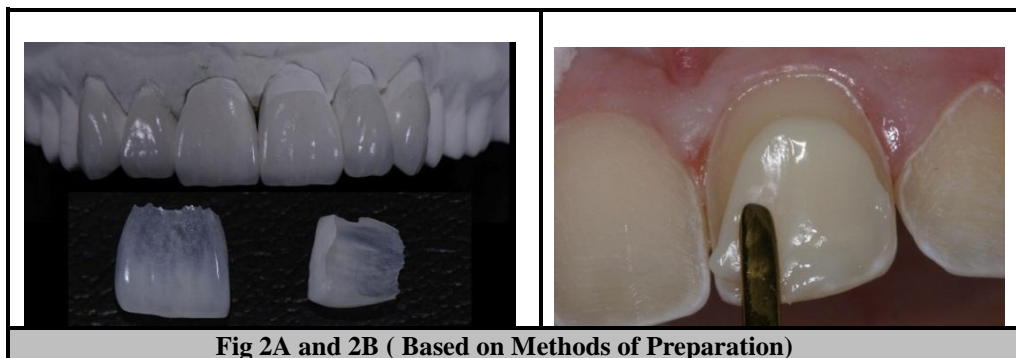 Fig 2A and 2B ( Based on Methods of Preparation)